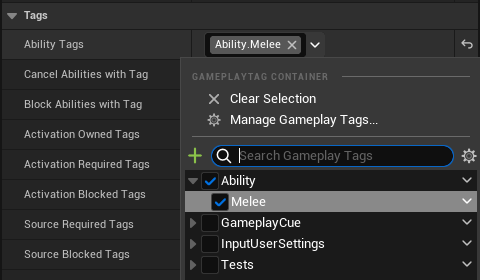 Tags
Ability Tags
Ability.Melee
Cancel Abilities with Tag
Block Abilities with Tag
Activation Owned Tags
Activation Required Tags
Activation Blocked Tags
Source Required Tags
Source Blocked Tags
GAMEPLAYTAG CONTAINER
Clear Selection
Manage Gameplay Tags...
Search Gameplay Tags
Ability
Melee
GameplayCue
InputUserSettings
Tests